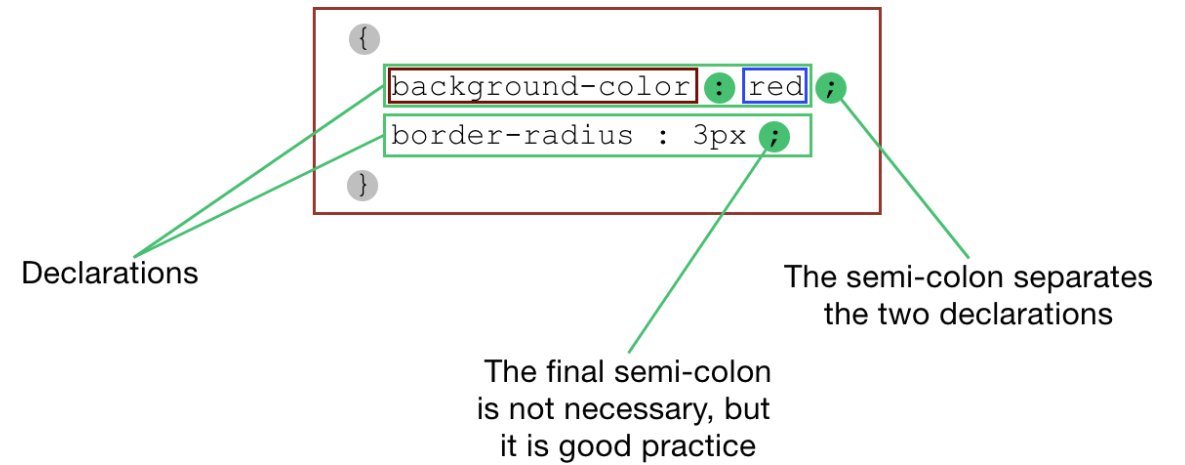 {
background-color : red ;
border-radius : 3px ;
}
Declarations
The semi-colon separates
the two declarations
The final semi-colon
is not necessary, but
it is good practice